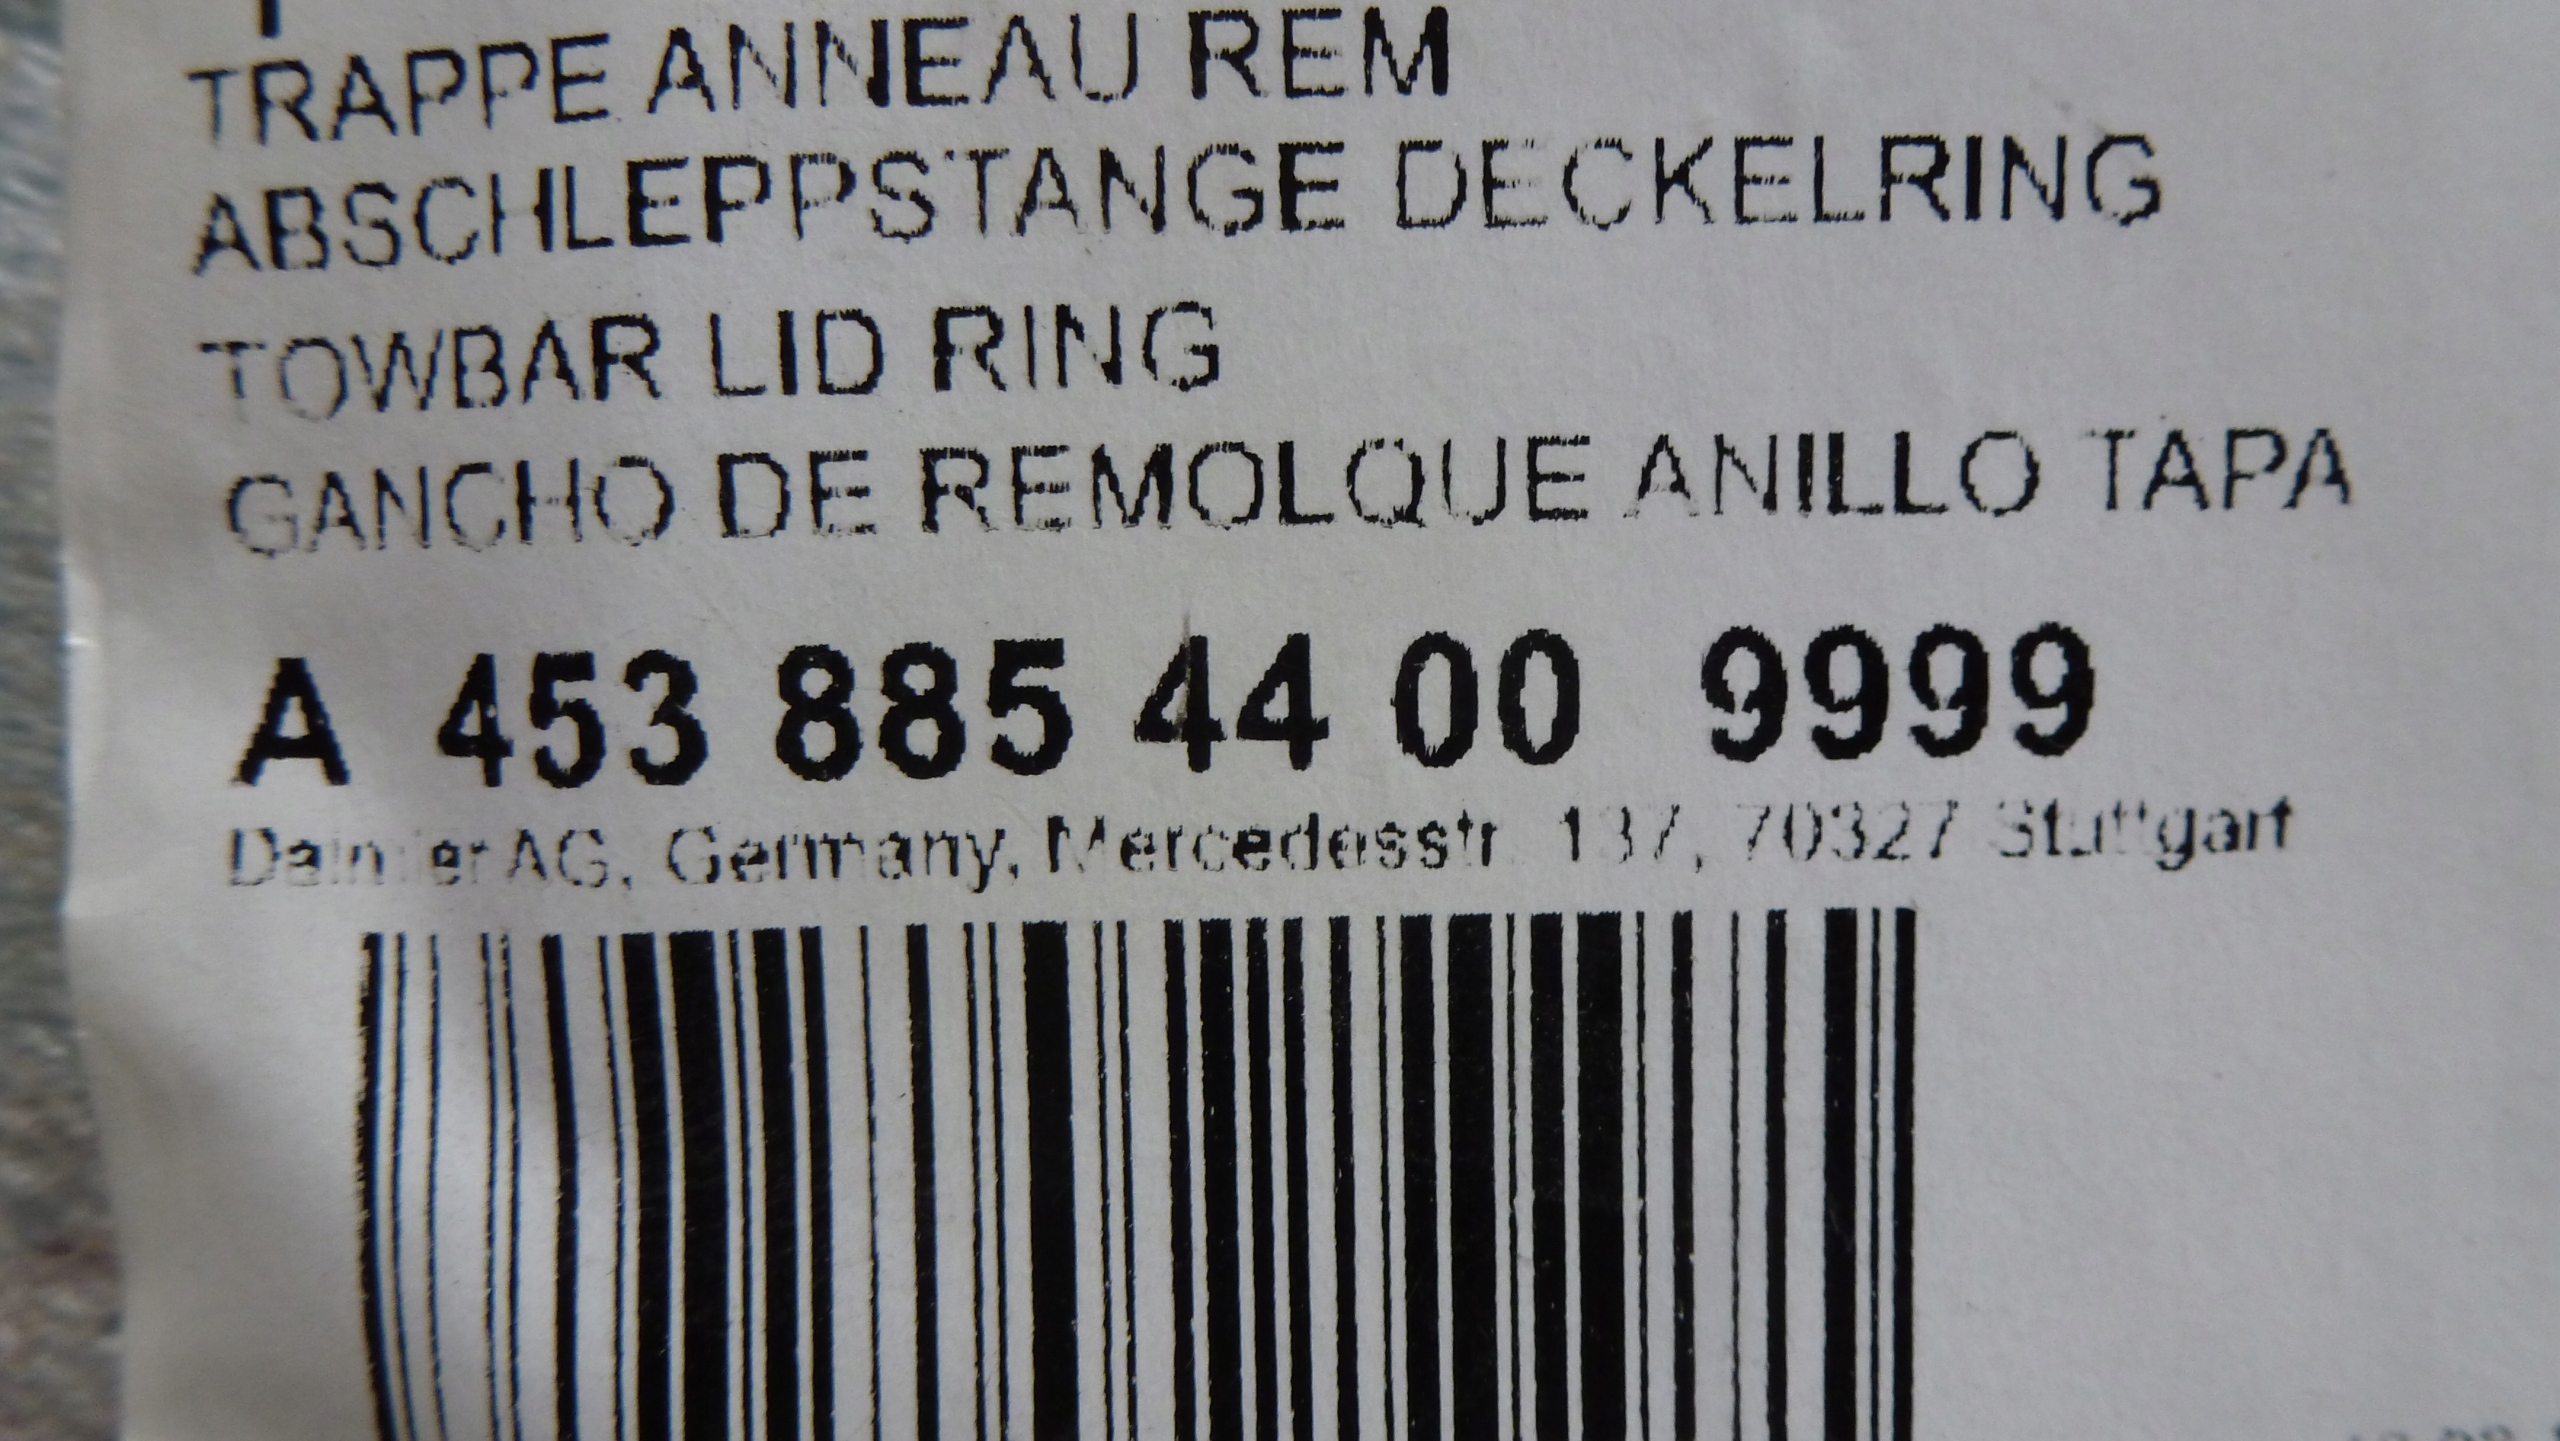 TRAPPE ANNEAU REM
ABSCHLEPPSTANGE DECKELRING
TOWBAR LID RING
GANCHO DE REMOLQUE ANILLO TAPA
A 453 885 44 00 9999
Daimler AG, Germany, Mercedesstr. 137, 70327 Stuttgart